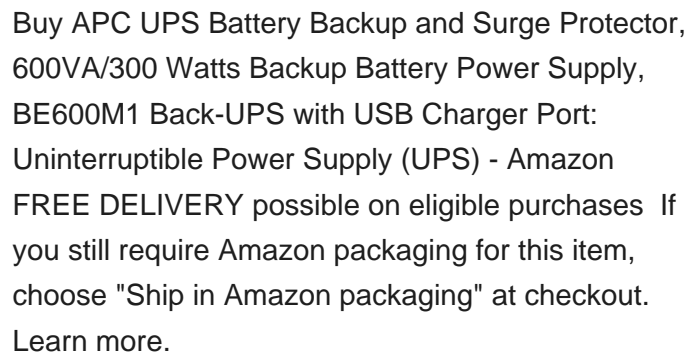 Buy APC UPS Battery Backup and Surge Protector,
600VA/300 Watts Backup Battery Power Supply,
BE600M1 Back-UPS with USB Charger Port:
Uninterruptible Power Supply (UPS) - Amazon
FREE DELIVERY possible on eligible purchases  If
you still require Amazon packaging for this item,
choose "Ship in Amazon packaging" at checkout.
Learn more.